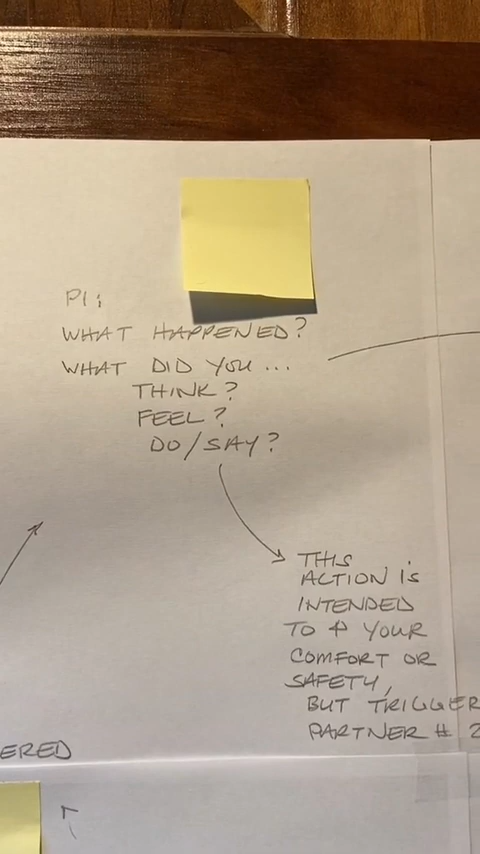 P1:
WHAT HAPPENED?
WHAT DID YOU...
THINK?
FEEL?
DO/SAY?
THIS
ACTION IS
INTENDED
TO ↑ YOUR
COMFORT OR
SAFETY,
BUT TRIGGER
PARTNER # 2
ERED